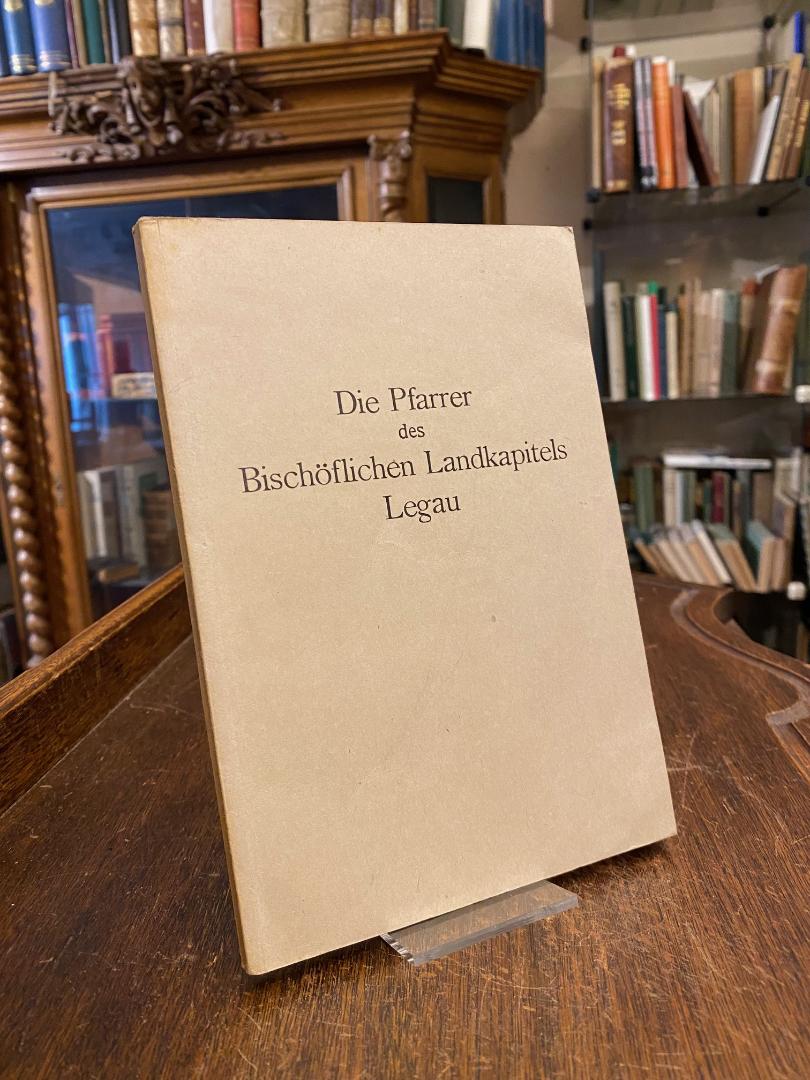 Die Pfarrer
des
Bischöflichen Landkapitels
Legau